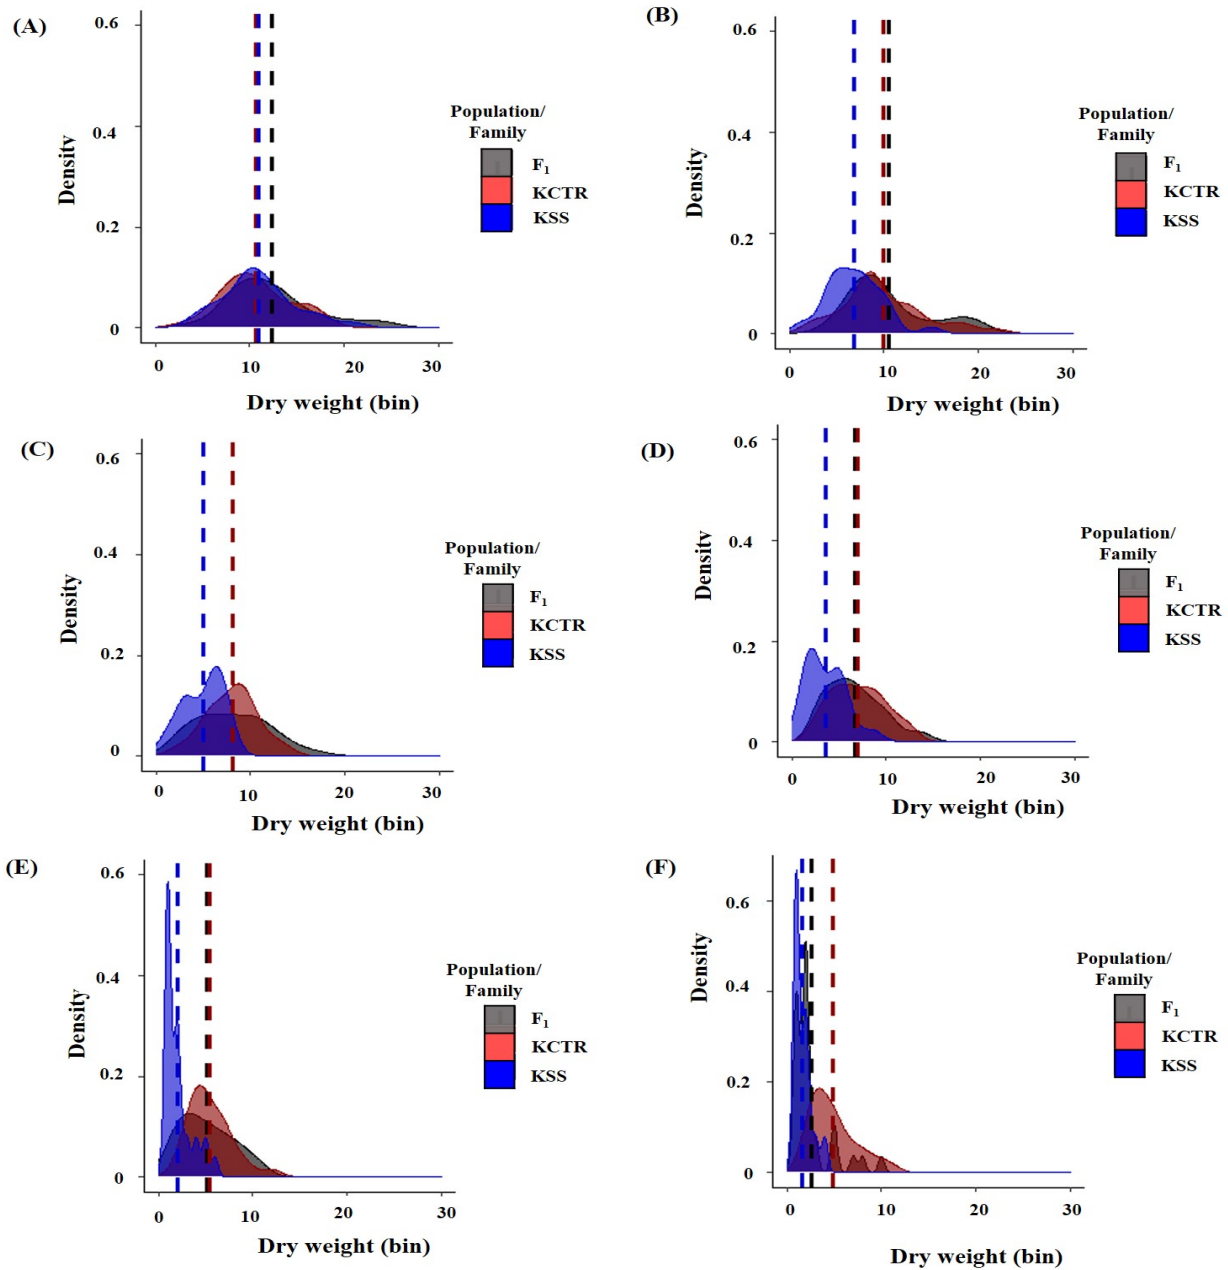 (A)
0.6
0.4
0.2
0
Density
0 10 20 30
Dry weight (bin)
Population/
Family
F₁
KCTR
KSS
(B)
0.6
0.4
0.2
0
Density
0 10 20 30
Dry weight (bin)
Population/
Family
F₁
KCTR
KSS
(C)
0.6
0.4
0.2
0
Density
0 10 20 30
Dry weight (bin)
Population/
Family
F₁
KCTR
KSS
(D)
0.6
0.4
0.2
0
Density
0 10 20 30
Dry weight (bin)
Population/
Family
F₁
KCTR
KSS
(E)
0.6
0.4
0.2
0
Density
0 10 20 30
Dry weight (bin)
Population/
Family
F₁
KCTR
KSS
(F)
0.6
0.4
0.2
0
Density
0 10 20 30
Dry weight (bin)
Population/
Family
F₁
KCTR
KSS